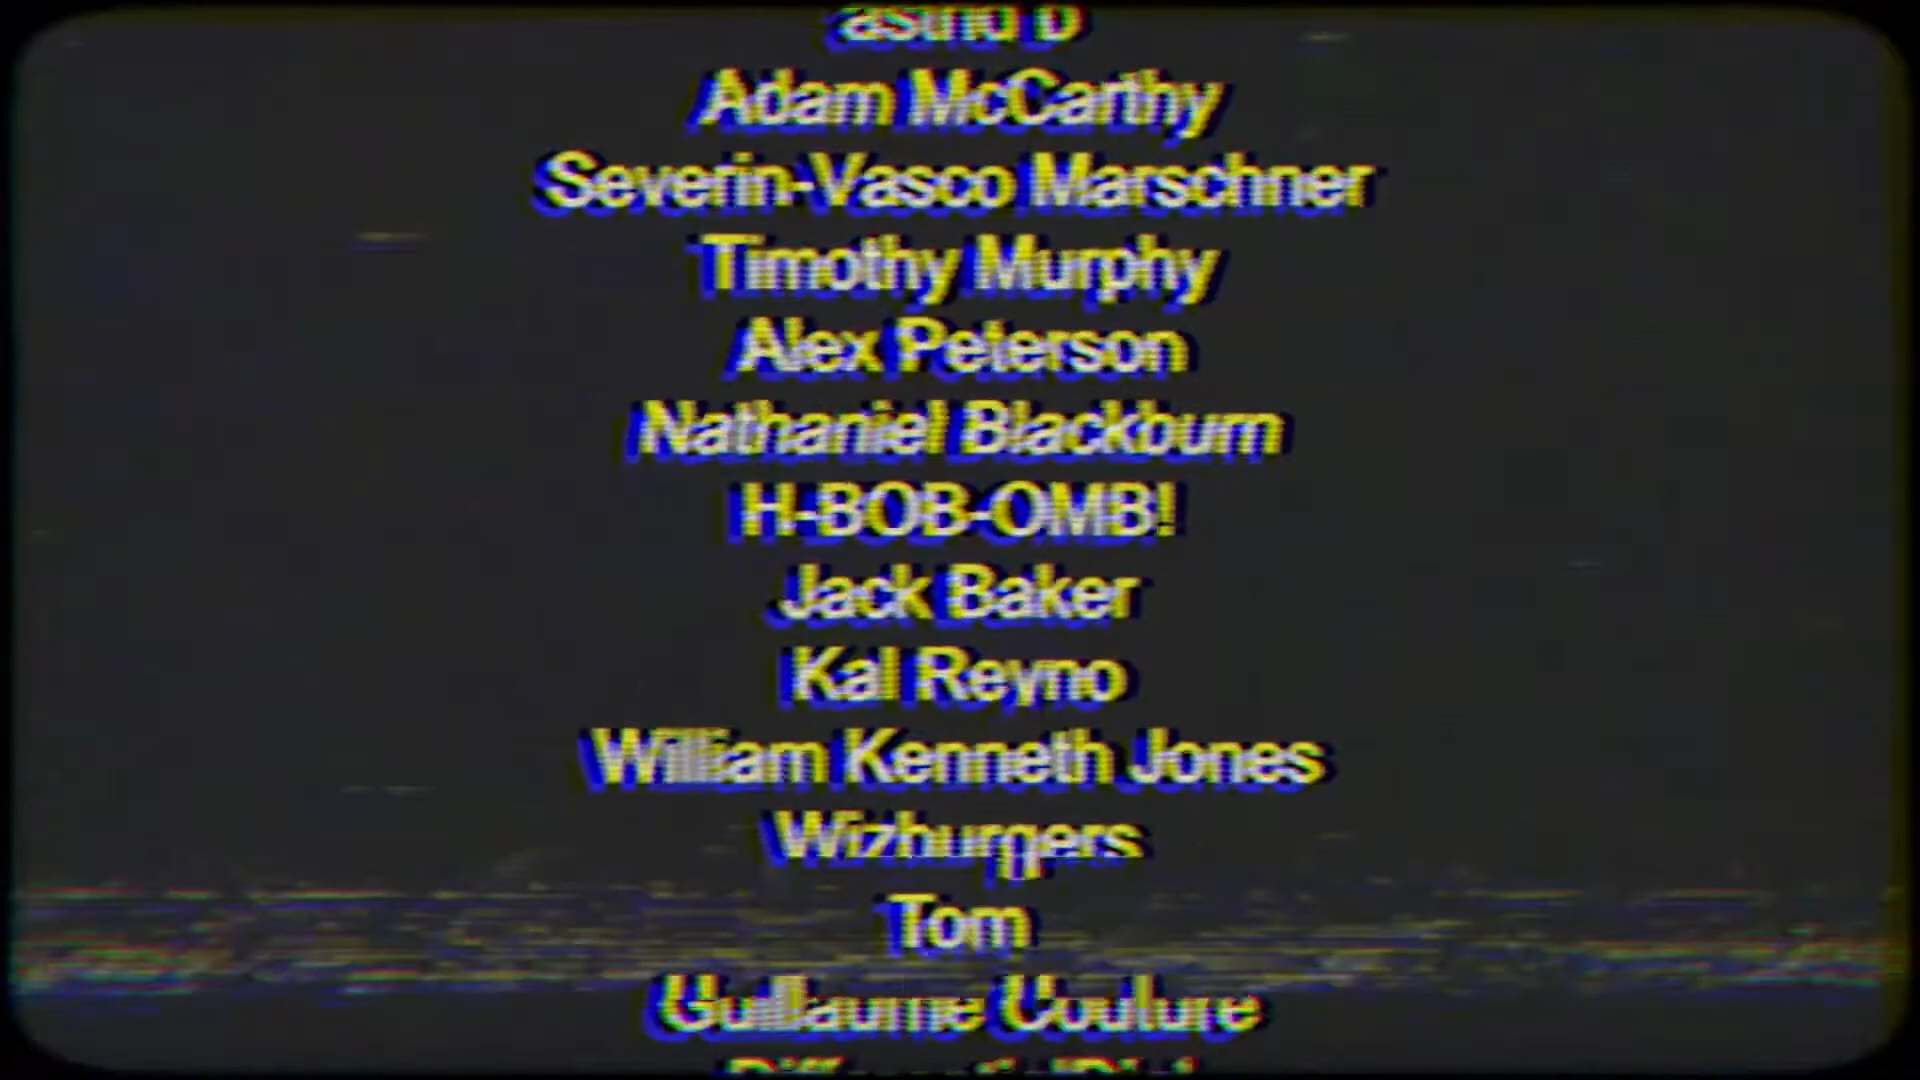 astrid b
Adam McCarthy
Severin-Vasco Marschner
Timothy Murphy
Alex Peterson
Nathaniel Blackburn
H-BOB-OMB!
Jack Baker
Kal Reyno
William Kenneth Jones
Wizburgers
Tom
Guillaume Couture